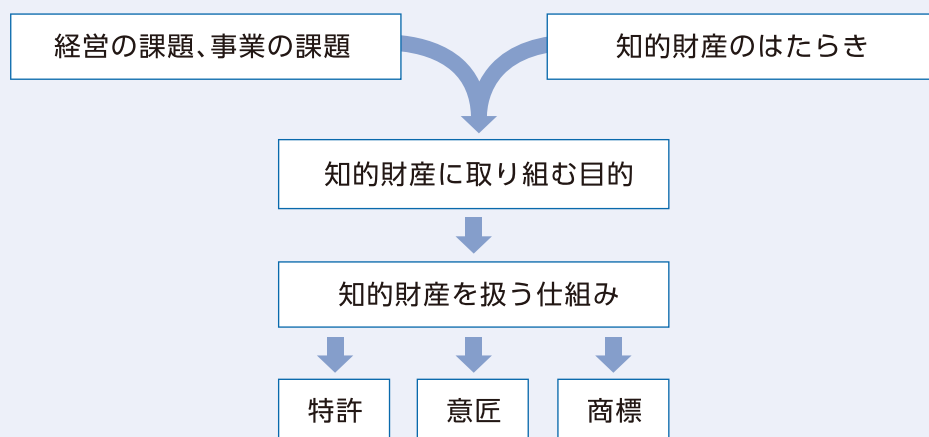 経営の課題、事業の課題
知的財産のはたらき
知的財産に取り組む目的
知的財産を扱う仕組み
特許
意匠
商標